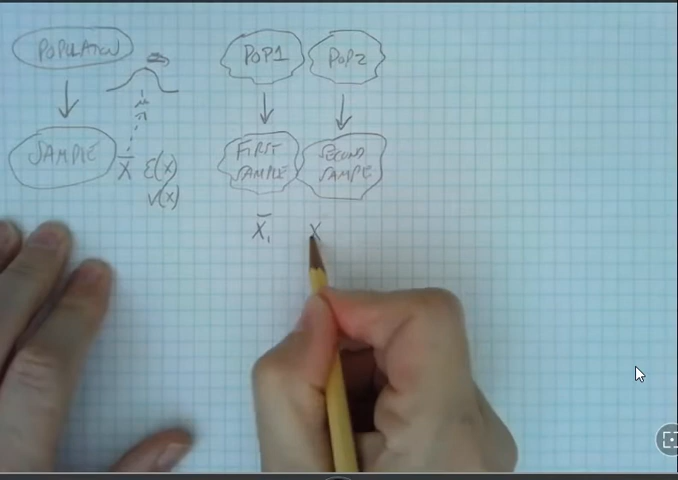 POPULATION
SAMPLE
μ
X̄ E(X)
V(X)
POP1 POP2
FIRST SAMPLE
SECOND SAMPLE
X̄₁ X